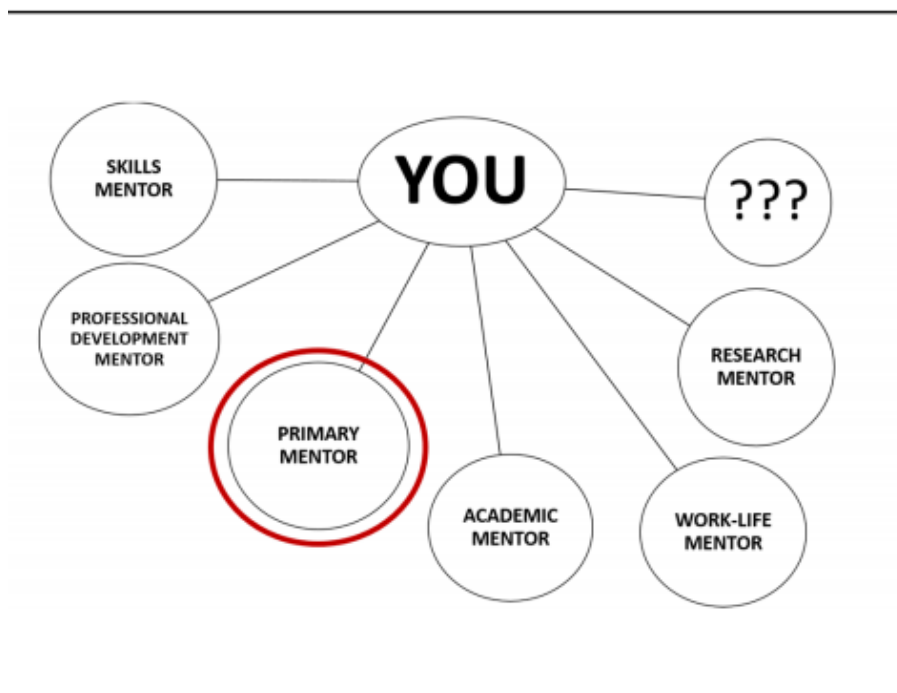 YOU
SKILLS
MENTOR
???
PROFESSIONAL
DEVELOPMENT
MENTOR
RESEARCH
MENTOR
PRIMARY
MENTOR
ACADEMIC
MENTOR
WORK-LIFE
MENTOR